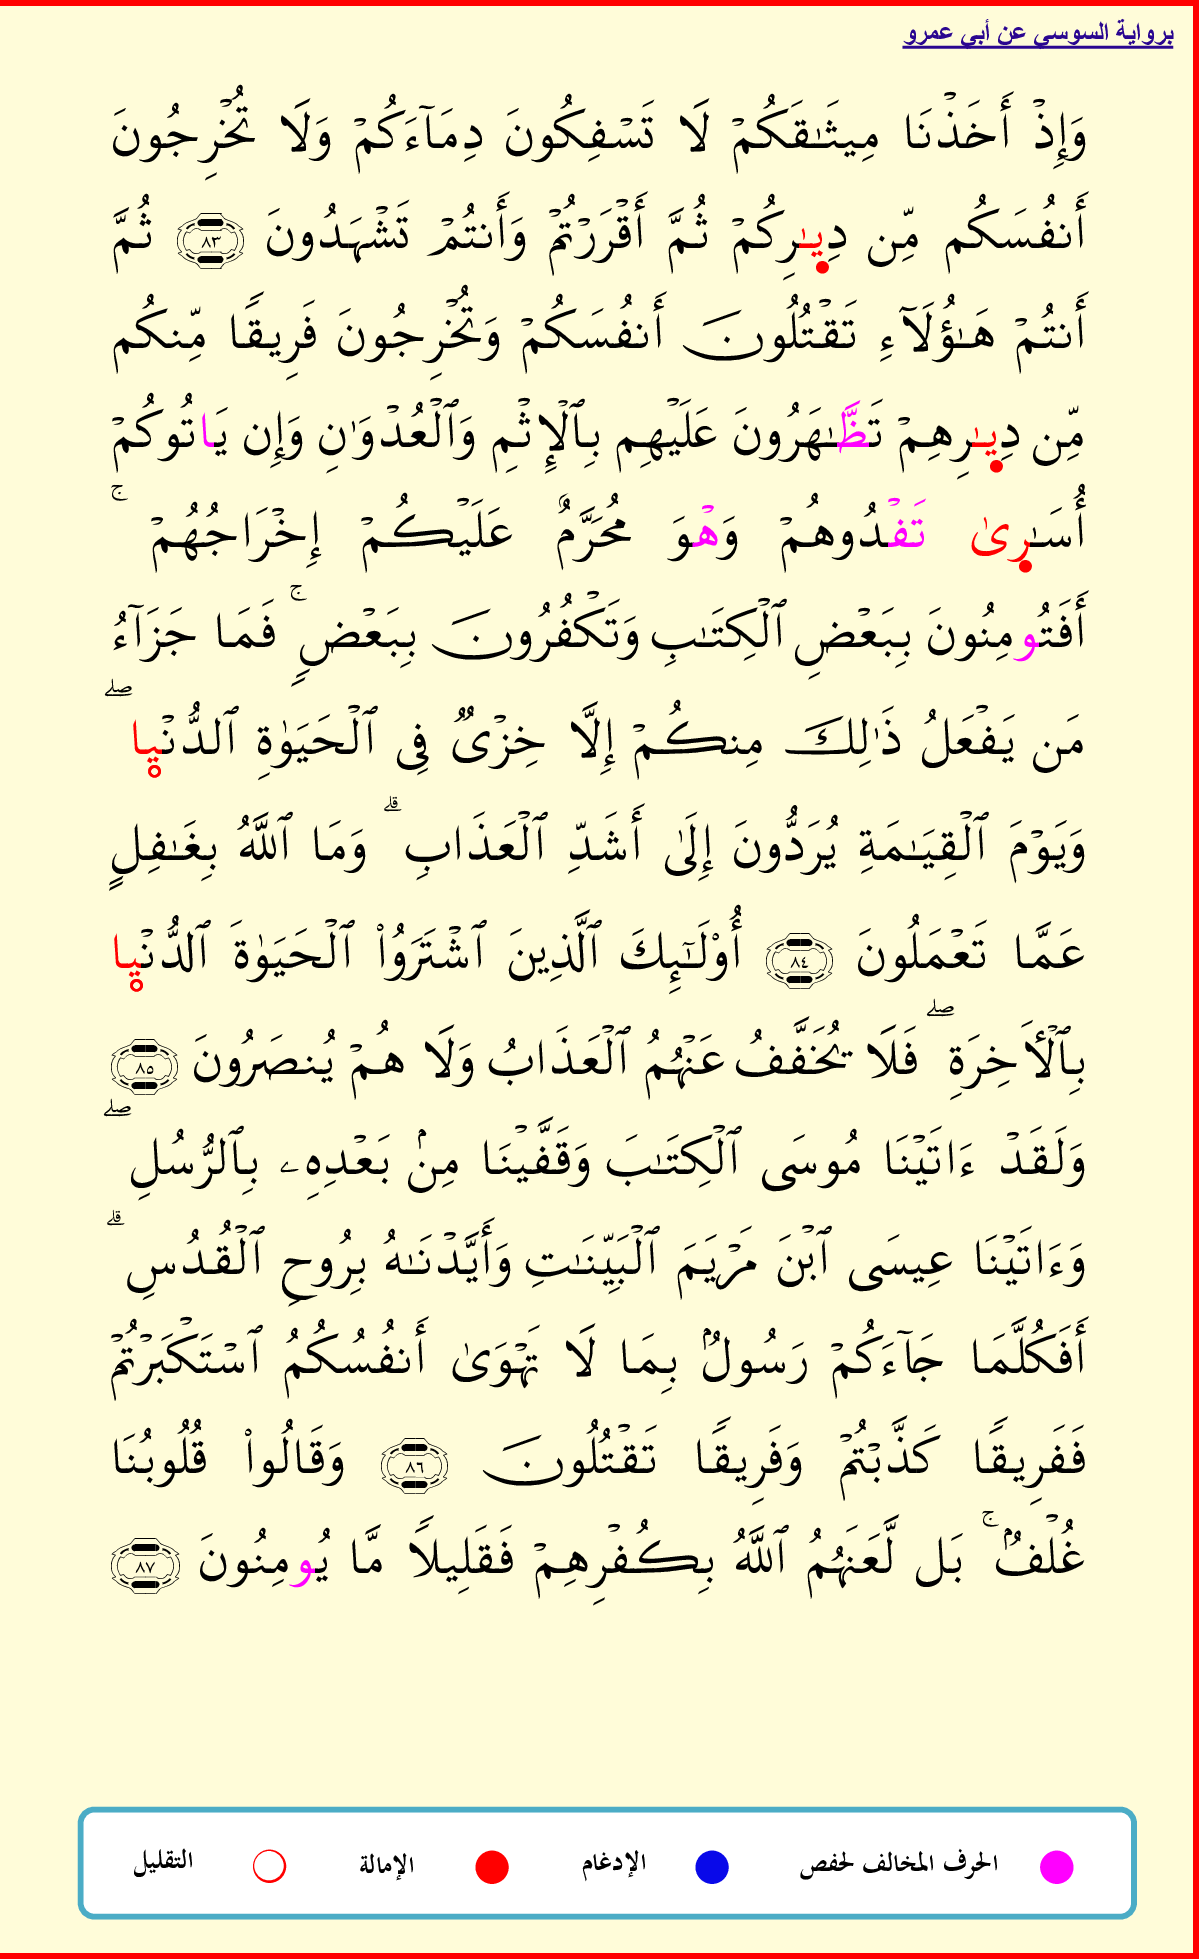 برواية السوسي عن أبي عمرو
وَإِذْ أَخَذْنَا مِيثَٰقَكُمْ لَا تَسْفِكُونَ دِمَآءَكُمْ وَلَا تُخْرِجُونَ
أَنفُسَكُم مِّن دِيَٰرِكُمْ ثُمَّ أَقْرَرْتُمْ وَأَنتُمْ تَشْهَدُونَ ٨٣ ثُمَّ
أَنتُمْ هَٰٓؤُلَآءِ تَقْتُلُونَ أَنفُسَكُمْ وَتُخْرِجُونَ فَرِيقًا مِّنكُم
مِّن دِيَٰرِهِمْ تَظَّٰهَرُونَ عَلَيْهِم بِٱلْإِثْمِ وَٱلْعُدْوَٰنِ وَإِن يَاتُوكُمْ
أُسَٰرِىٰ تَفْدُوهُمْ وَهْوَ مُحَرَّمٌ عَلَيْكُمْ إِخْرَاجُهُمْ ۚ
أَفَتُومِنُونَ بِبَعْضِ ٱلْكِتَٰبِ وَتَكْفُرُونَ بِبَعْضٍ ۚ فَمَا جَزَآءُ
مَن يَفْعَلُ ذَٰلِكَ مِنكُمْ إِلَّا خِزْىٌ فِى ٱلْحَيَوٰةِ ٱلدُّنْيا ۖ
وَيَوْمَ ٱلْقِيَٰمَةِ يُرَدُّونَ إِلَىٰٓ أَشَدِّ ٱلْعَذَابِ ۗ وَمَا ٱللَّهُ بِغَٰفِلٍ
عَمَّا تَعْمَلُونَ ٨٤ أُوْلَٰٓئِكَ ٱلَّذِينَ ٱشْتَرَوُاْ ٱلْحَيَوٰةَ ٱلدُّنْيا
بِٱلْأَخِرَةِ ۖ فَلَا يُخَفَّفُ عَنْهُمُ ٱلْعَذَابُ وَلَا هُمْ يُنصَرُونَ ٨٥
وَلَقَدْ ءَاتَيْنَا مُوسَى ٱلْكِتَٰبَ وَقَفَّيْنَا مِنۢ بَعْدِهِۦ بِٱلرُّسُلِ ۖ
وَءَاتَيْنَا عِيسَى ٱبْنَ مَرْيَمَ ٱلْبَيِّنَٰتِ وَأَيَّدْنَٰهُ بِرُوحِ ٱلْقُدُسِ ۗ
أَفَكُلَّمَا جَآءَكُمْ رَسُولٌۢ بِمَا لَا تَهْوَىٰٓ أَنفُسُكُمُ ٱسْتَكْبَرْتُمْ
فَفَرِيقًا كَذَّبْتُمْ وَفَرِيقًا تَقْتُلُونَ ٨٦ وَقَالُواْ قُلُوبُنَا
غُلْفٌۢ ۚ بَل لَّعَنَهُمُ ٱللَّهُ بِكُفْرِهِمْ فَقَلِيلًا مَّا يُومِنُونَ ٨٧
الحرف المخالف لحفص الإدغام الإمالة التقليل